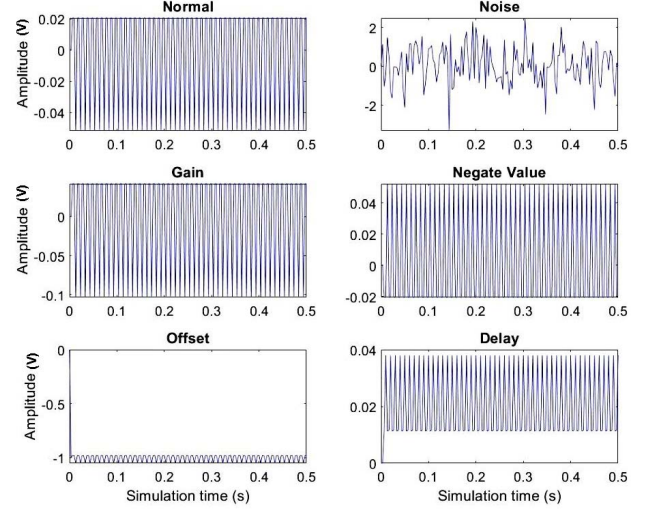 Normal
Amplitude (V)
0.02
0
-0.02
-0.04
0 0.1 0.2 0.3 0.4 0.5
Noise
2
0
-2
0 0.1 0.2 0.3 0.4 0.5
Gain
Amplitude (V)
0
-0.05
-0.1
0 0.1 0.2 0.3 0.4 0.5
Negate Value
0.04
0.02
0
-0.02
0 0.1 0.2 0.3 0.4 0.5
Offset
Amplitude (V)
0
-0.5
-1
0 0.1 0.2 0.3 0.4 0.5
Simulation time (s)
Delay
0.04
0.02
0
0 0.1 0.2 0.3 0.4 0.5
Simulation time (s)